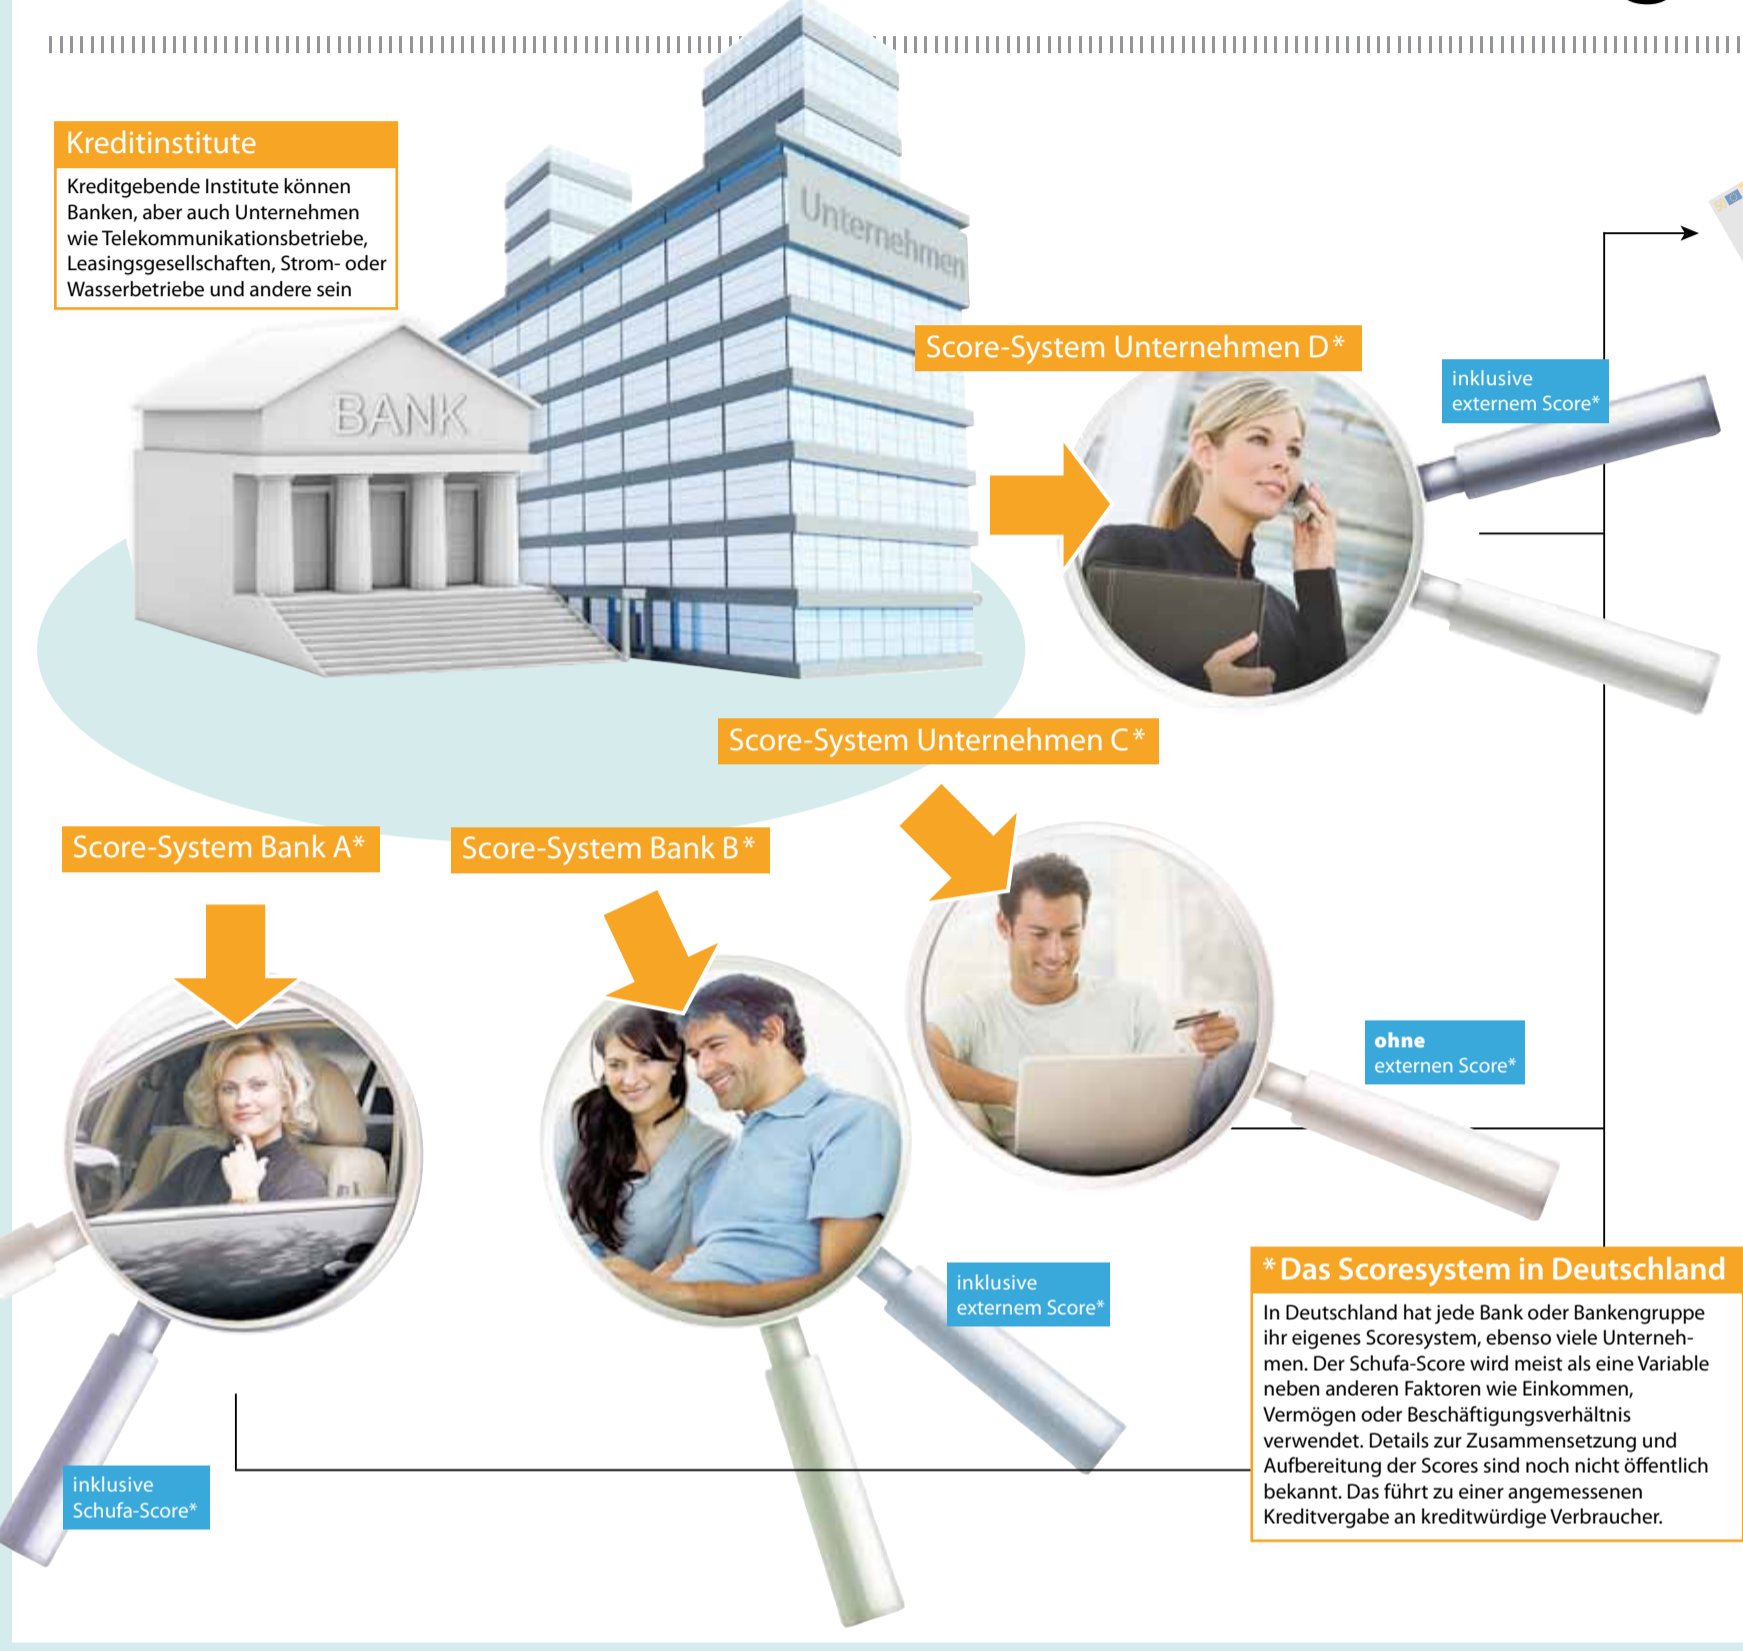 Kreditinstitute
Kreditgebende Institute können
Banken, aber auch Unternehmen
wie Telekommunikationsbetriebe,
Leasingsgesellschaften, Strom- oder
Wasserbetriebe und andere sein
Unternehmen
BANK
Score-System Unternehmen D*
inklusive
externem Score*
Score-System Unternehmen C*
Score-System Bank A*
Score-System Bank B*
ohne
externen Score*
inklusive
externem Score*
inklusive
Schufa-Score*
*Das Scoresystem in Deutschland
In Deutschland hat jede Bank oder Bankengruppe
ihr eigenes Scoresystem, ebenso viele Unterneh-
men. Der Schufa-Score wird meist als eine Variable
neben anderen Faktoren wie Einkommen,
Vermögen oder Beschäftigungsverhältnis
verwendet. Details zur Zusammensetzung und
Aufbereitung der Scores sind noch nicht öffentlich
bekannt. Das führt zu einer angemessenen
Kreditvergabe an kreditwürdige Verbraucher.